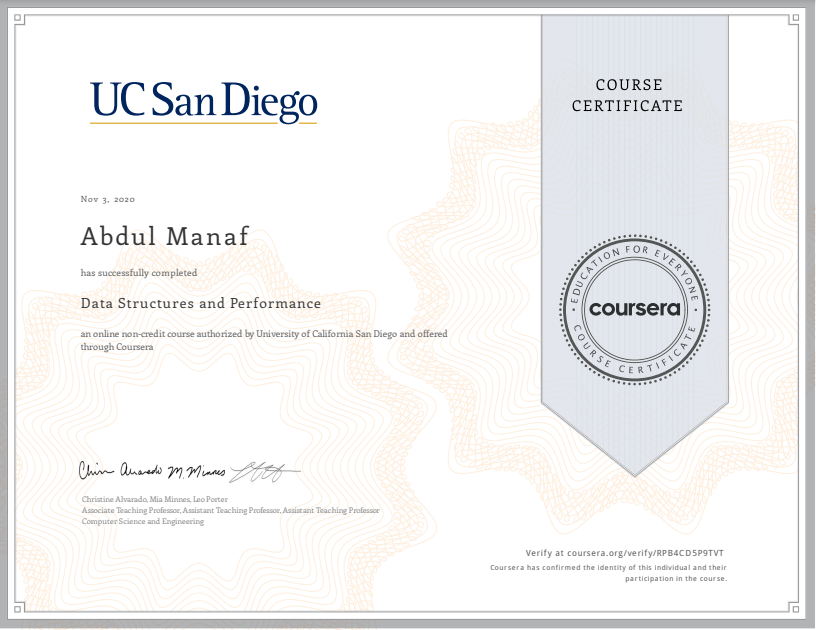 UC San Diego
COURSE
CERTIFICATE
Nov 3, 2020
Abdul Manaf
has successfully completed
Data Structures and Performance
an online non-credit course authorized by University of California San Diego and offered
through Coursera
EDUCATION FOR EVERYONE
coursera
COURSE CERTIFICATE
Christine Alvarado, Mia Minnes, Leo Porter
Associate Teaching Professor, Assistant Teaching Professor, Assistant Teaching Professor
Computer Science and Engineering
Verify at coursera.org/verify/RPB4CD5P9TVT
Coursera has confirmed the identity of this individual and their
participation in the course.